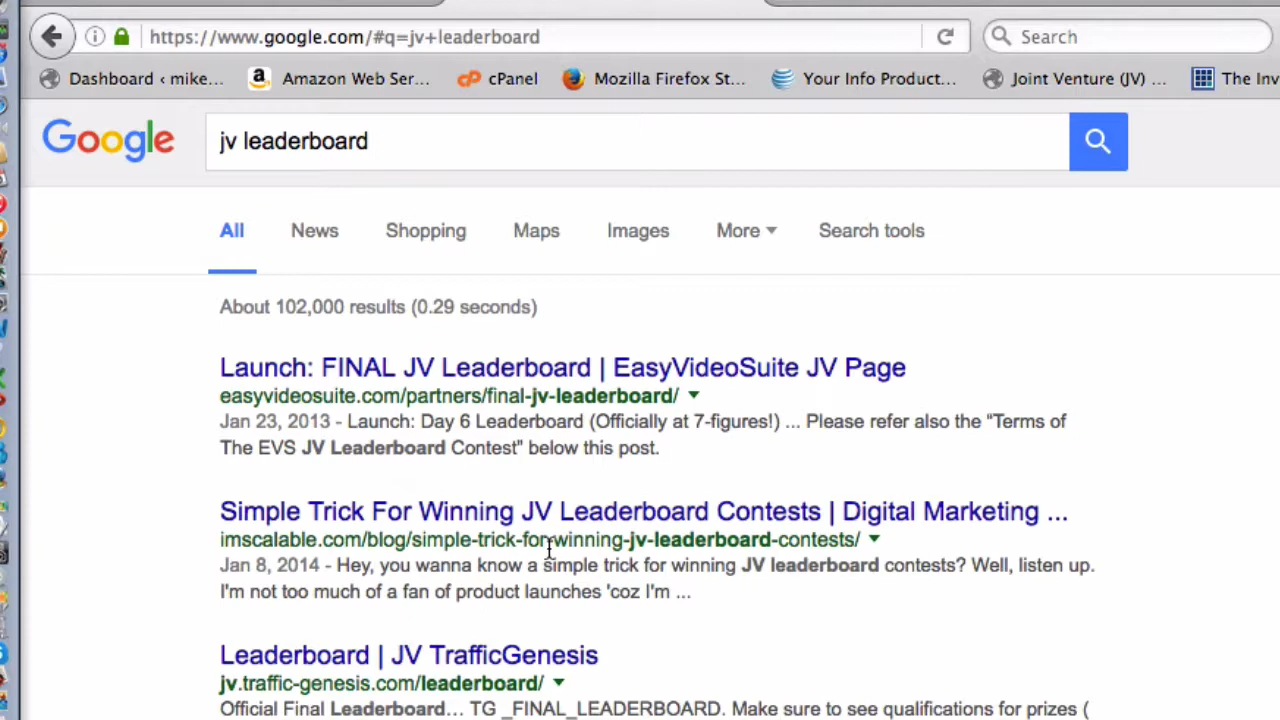 https://www.google.com/#q=jv+leaderboard
Search
Dashboard ‹ mike...
Amazon Web Ser...
cPanel
Mozilla Firefox St...
Your Info Product...
Joint Venture (JV) ...
The Inv
Google
jv leaderboard
All News Shopping Maps Images More Search tools
About 102,000 results (0.29 seconds)
Launch: FINAL JV Leaderboard | EasyVideoSuite JV Page
easyvideosuite.com/partners/final-jv-leaderboard/
Jan 23, 2013 - Launch: Day 6 Leaderboard (Officially at 7-figures!) ... Please refer also the “Terms of
The EVS JV Leaderboard Contest" below this post.
Simple Trick For Winning JV Leaderboard Contests | Digital Marketing ...
imscalable.com/blog/simple-trick-for-winning-jv-leaderboard-contests/
Jan 8, 2014 - Hey, you wanna know a simple trick for winning JV leaderboard contests? Well, listen up.
I'm not too much of a fan of product launches 'coz I'm ...
Leaderboard | JV TrafficGenesis
jv.traffic-genesis.com/leaderboard/
Official Final Leaderboard... TG _FINAL_LEADERBOARD. Make sure to see qualifications for prizes (